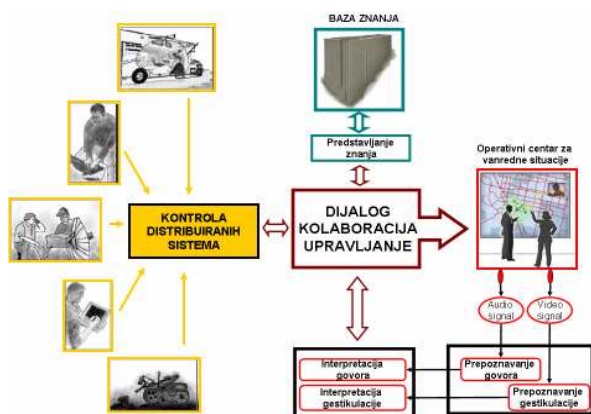 BAZA ZNANJA
Predstavljanje
znanja
Operativni centar za
vanredne situacije
KONTROLA
DISTRIBUIRANIH
SISTEMA
DIJALOG
KOLABORACIJA
UPRAVLJANJE
Audio
signal
Video
signal
Interpretacija
govora
Interpretacija
gestikulacije
Prepoznavanje
govora
Prepoznavanje
gestikulacije